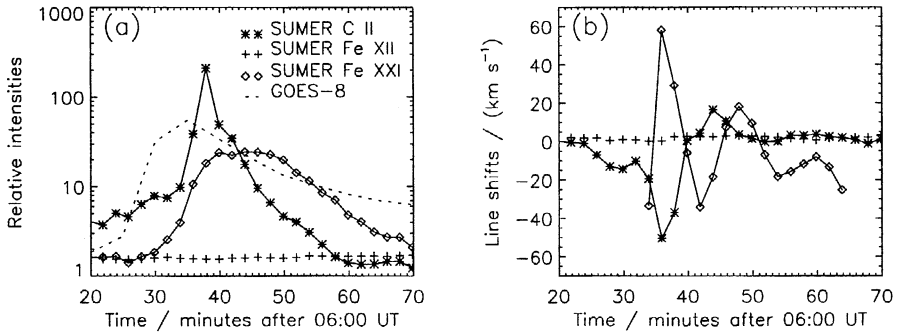 (a)
SUMER C II
SUMER Fe XII
SUMER Fe XXI
GOES-8
Relative intensities
1000
100
10
1
20 30 40 50 60 70
Time / minutes after 06:00 UT
(b)
Line shifts / (km s⁻¹)
60
40
20
0
-20
-40
-60
20 30 40 50 60 70
Time / minutes after 06:00 UT